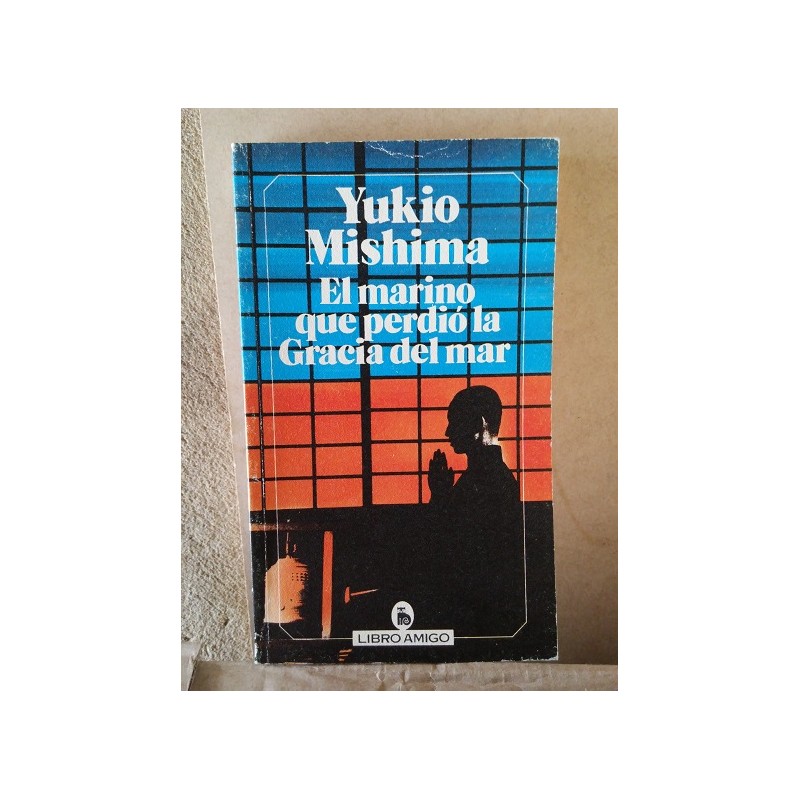 Yukio
Mishima
El marino
que perdió la
Gracia del mar
LIBRO AMIGO